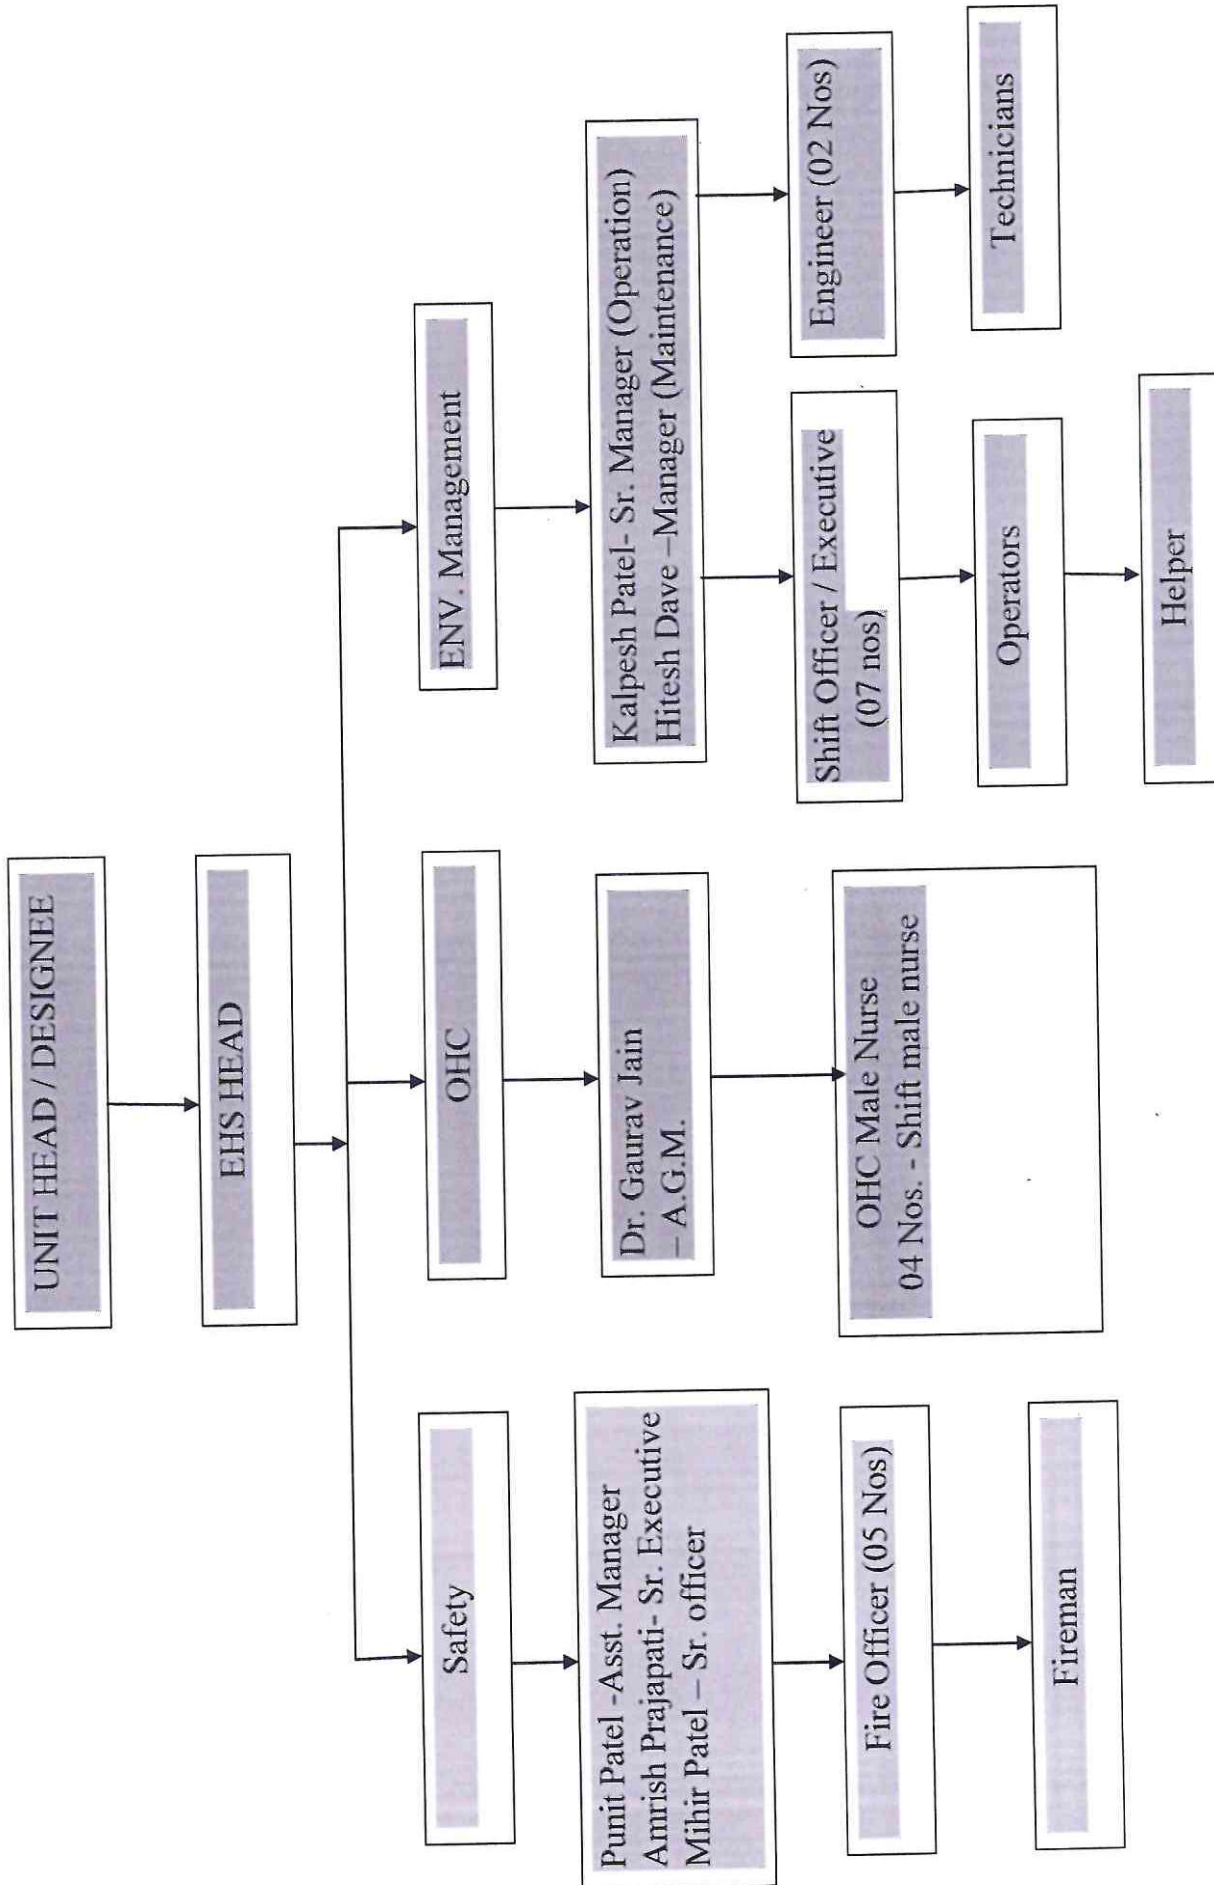 UNIT HEAD / DESIGNEE
EHS HEAD
Safety
Punit Patel -Asst. Manager
Amrish Prajapati- Sr. Executive
Mihir Patel – Sr. officer
Fire Officer (05 Nos)
Fireman
OHC
Dr. Gaurav Jain
– A.G.M.
OHC Male Nurse
04 Nos. - Shift male nurse
ENV. Management
Kalpesh Patel- Sr. Manager (Operation)
Hitesh Dave –Manager (Maintenance)
Shift Officer / Executive
(07 nos)
Operators
Helper
Engineer (02 Nos)
Technicians